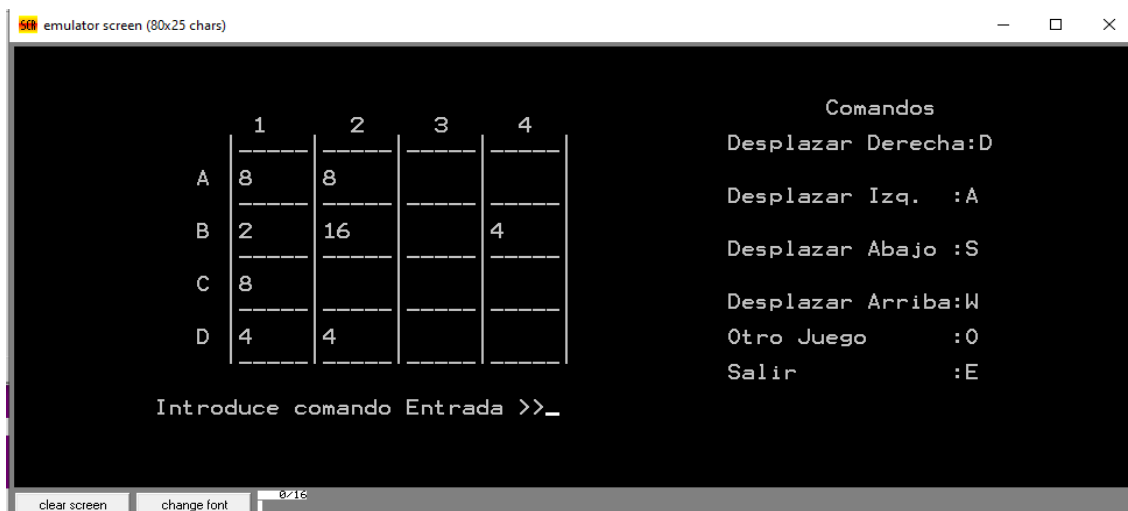 SCR emulator screen (80x25 chars)
Comandos
1 2 3 4
Desplazar Derecha:D
A 8 8
Desplazar Izq. :A
B 2 16 4
Desplazar Abajo :S
C 8
Desplazar Arriba:W
D 4 4
Otro Juego :O
Salir :E
Introduce comando Entrada >>_
clear screen change font 0/16